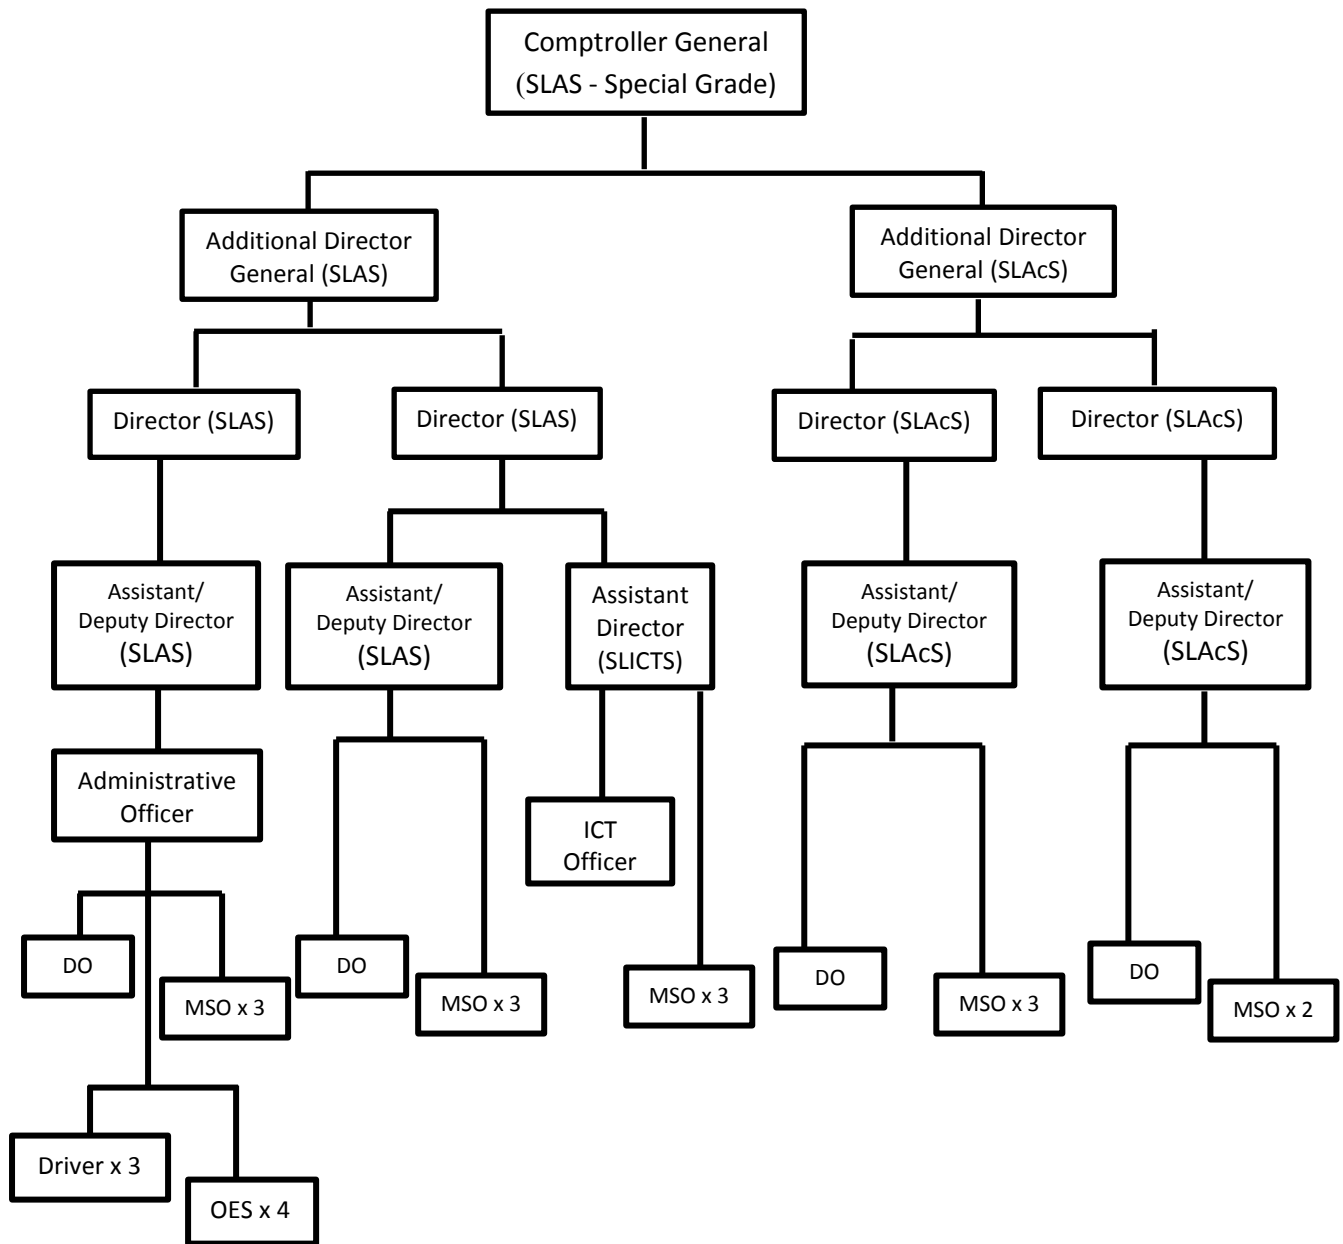 Comptroller General
(SLAS - Special Grade)
Additional Director
General (SLAS)
Additional Director
General (SLAcS)
Director (SLAS)
Director (SLAS)
Director (SLAcS)
Director (SLAcS)
Assistant/
Deputy Director
(SLAS)
Assistant/
Deputy Director
(SLAS)
Assistant
Director
(SLICTS)
Assistant/
Deputy Director
(SLAcS)
Assistant/
Deputy Director
(SLAcS)
Administrative
Officer
ICT
Officer
DO
MSO x 3
DO
MSO x 3
MSO x 3
DO
MSO x 3
DO
MSO x 2
Driver x 3
OES x 4